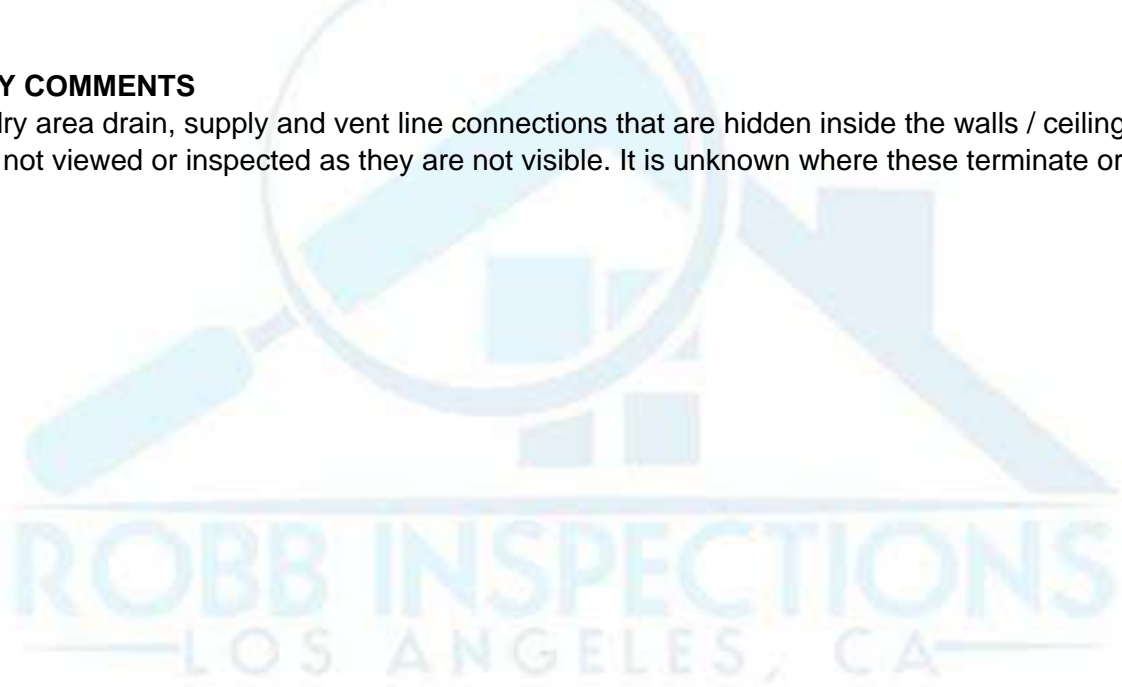 Y COMMENTS
dry area drain, supply and vent line connections that are hidden inside the walls / ceiling
not viewed or inspected as they are not visible. It is unknown where these terminate or
ROBB INSPECTIONS
LOS ANGELES, CA